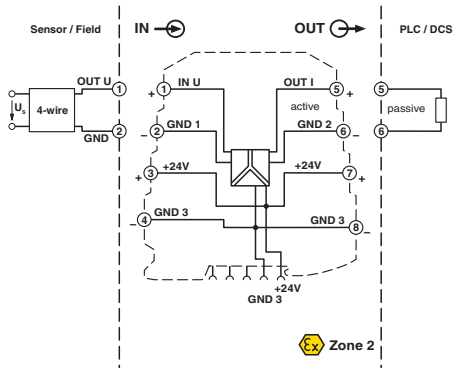 Sensor / Field
IN
OUT
PLC / DCS
OUT U
1
+ 1
IN U
OUT I
5 +
5
Us
4-wire
active
passive
GND
2
– 2
GND 1
GND 2
6 –
6
+ 3
+24V
+24V
7 +
– 4
GND 3
GND 3
8 –
+24V
GND 3
Ex Zone 2